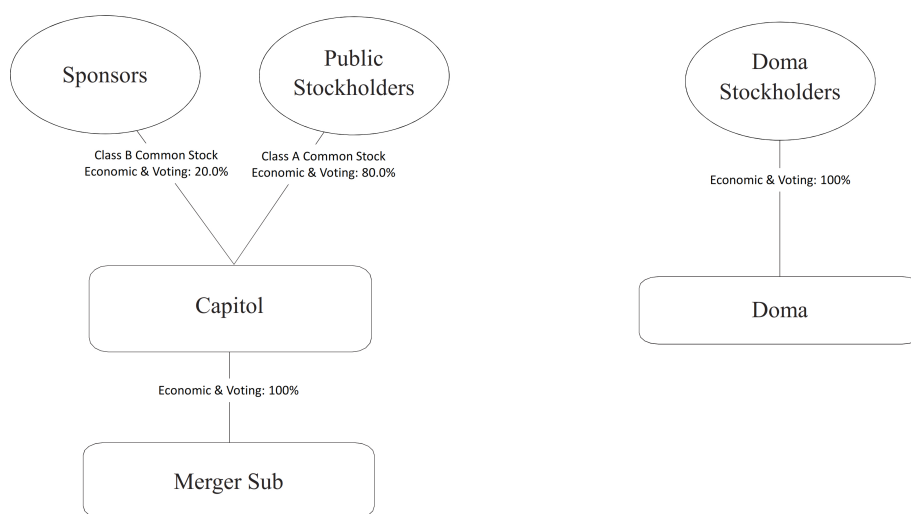 Sponsors
Public
Stockholders
Doma
Stockholders
Class B Common Stock
Economic & Voting: 20.0%
Class A Common Stock
Economic & Voting: 80.0%
Economic & Voting: 100%
Capitol
Doma
Economic & Voting: 100%
Merger Sub